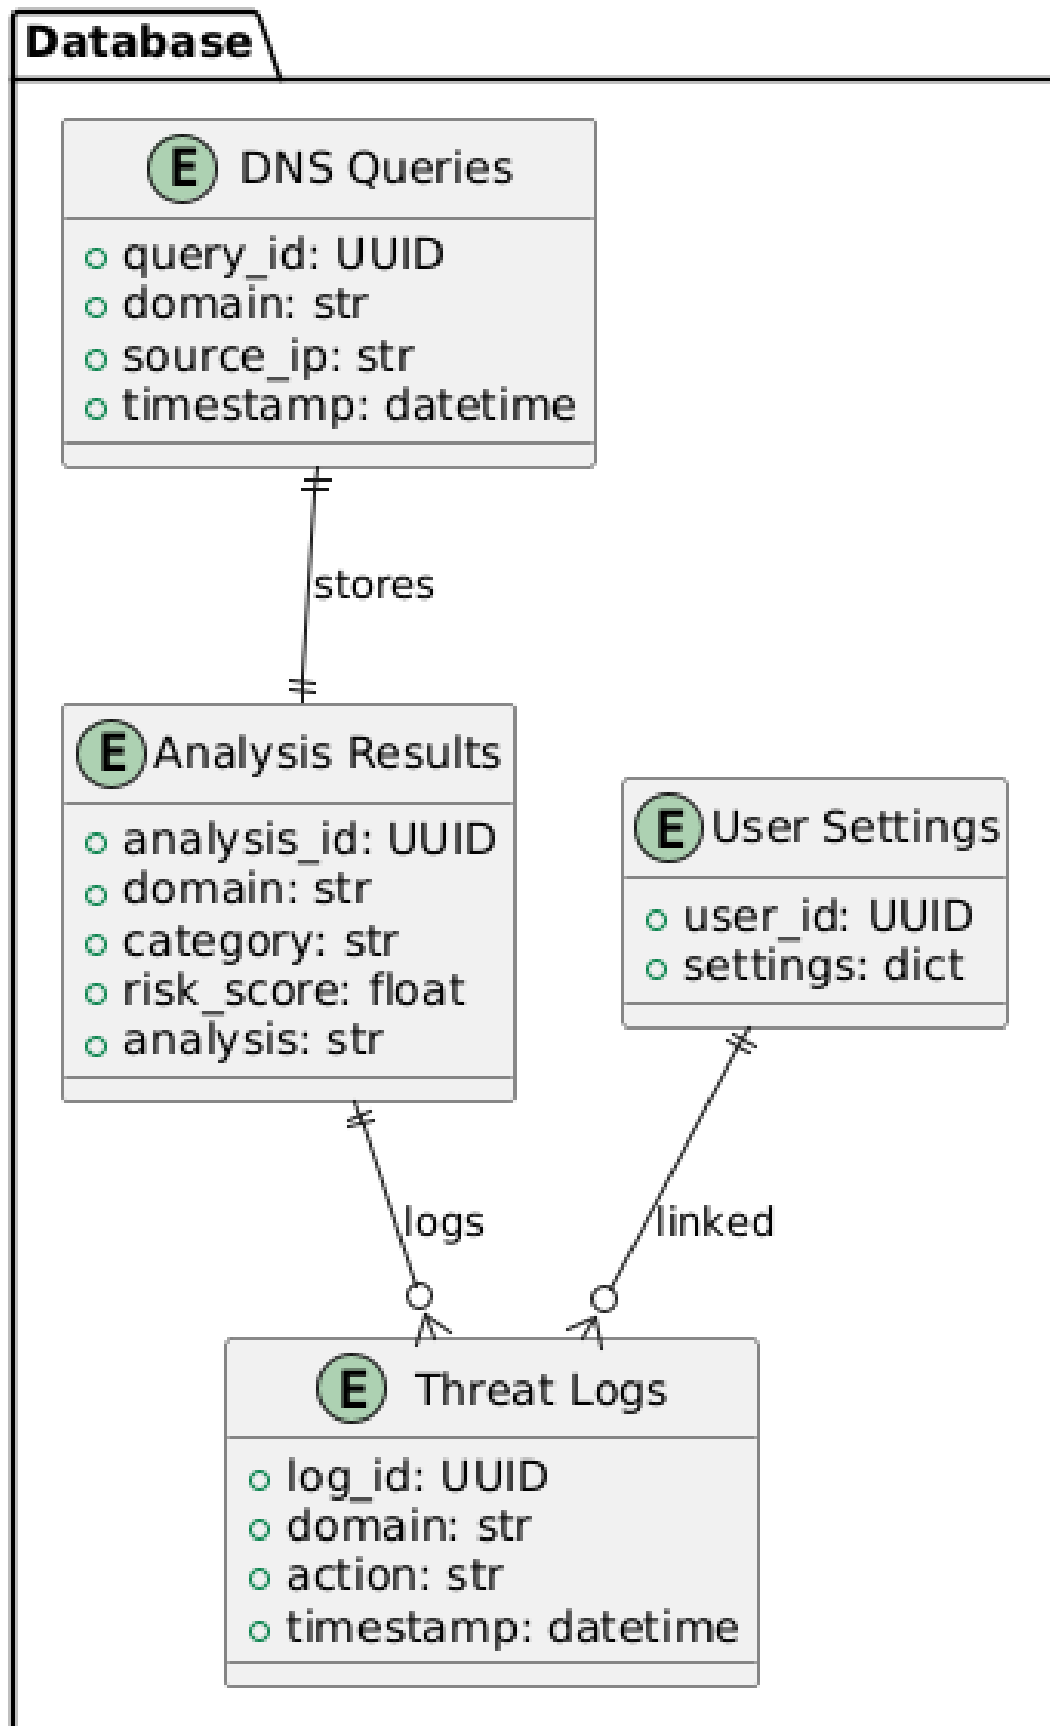 Database
E DNS Queries
query_id: UUID
domain: str
source_ip: str
timestamp: datetime
stores
E Analysis Results
analysis_id: UUID
domain: str
category: str
risk_score: float
analysis: str
E User Settings
user_id: UUID
settings: dict
logs
linked
E Threat Logs
log_id: UUID
domain: str
action: str
timestamp: datetime